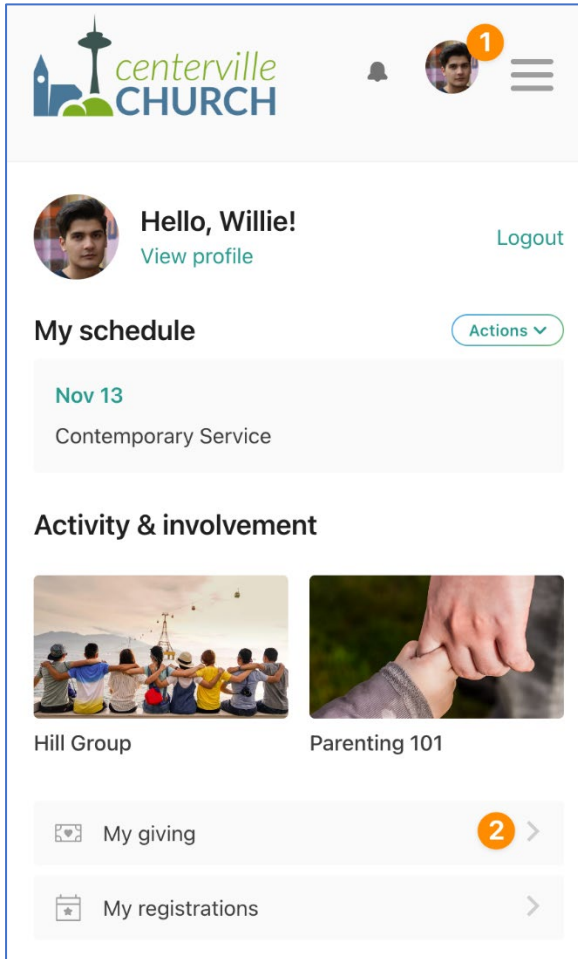 1
centerville
CHURCH
Hello, Willie!
View profile
Logout
My schedule
Actions
Nov 13
Contemporary Service
Activity & involvement
Hill Group
Parenting 101
My giving
2
My registrations